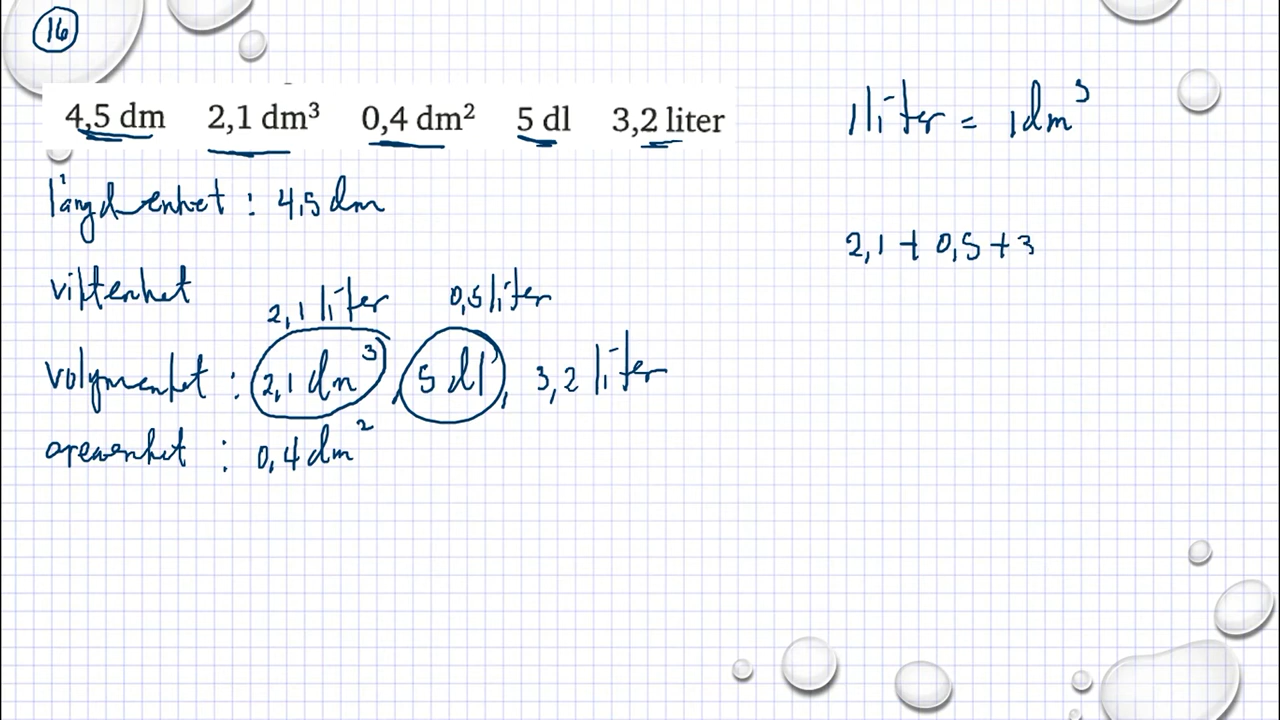 16
4,5 dm 2,1 dm³ 0,4 dm² 5 dl 3,2 liter
1 liter = 1 dm³
längdenhet : 4,5 dm
2,1 + 0,5 + 3
viktenhet
2,1 liter 0,5 liter
volymenhet : 2,1 dm³, 5 dl, 3,2 liter
areaenhet : 0,4 dm²